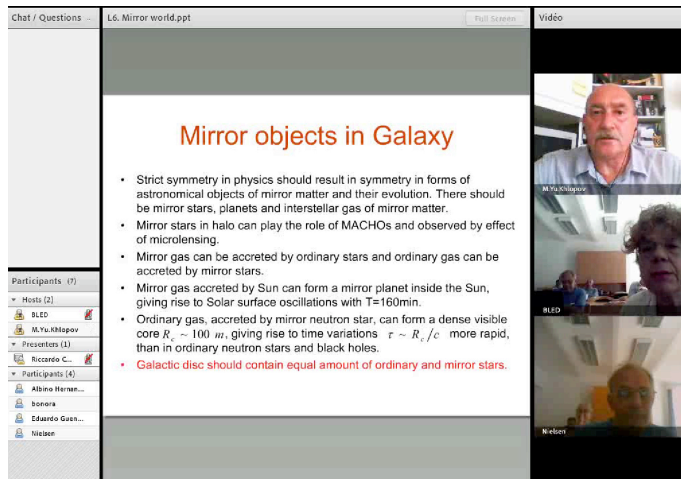 Chat / Questions
L6. Mirror world.ppt
Full Screen
Vidéo
Mirror objects in Galaxy
• Strict symmetry in physics should result in symmetry in forms of
astronomical objects of mirror matter and their evolution. There should
be mirror stars, planets and interstellar gas of mirror matter.
• Mirror stars in halo can play the role of MACHOs and observed by effect
of microlensing.
• Mirror gas can be accreted by ordinary stars and ordinary gas can be
accreted by mirror stars.
• Mirror gas accreted by Sun can form a mirror planet inside the Sun,
giving rise to Solar surface oscillations with T=160min.
• Ordinary gas, accreted by mirror neutron star, can form a dense visible
core R_c ~ 100 m, giving rise to time variations τ ~ R_c/c more rapid,
than in ordinary neutron stars and black holes.
• Galactic disc should contain equal amount of ordinary and mirror stars.
Participants (7)
Hosts (2)
BLED
M.Yu.Khlopov
Presenters (1)
Riccardo C...
Participants (4)
Albino Hernan...
bonora
Eduardo Guen...
Nielsen
M.Yu.Khlopov
BLED
Nielsen